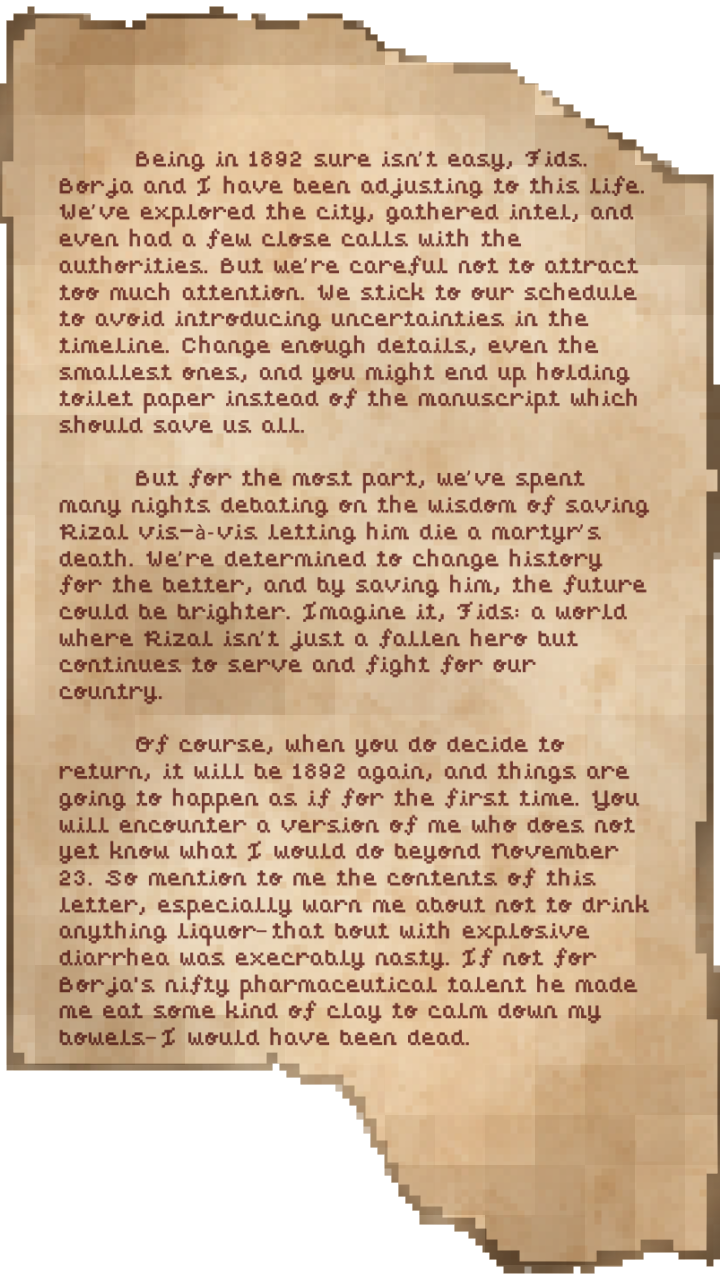 Being in 1892 sure isn't easy, Fids.
Borja and I have been adjusting to this life.
We've explored the city, gathered intel, and
even had a few close calls with the
authorities. But we're careful not to attract
too much attention. We stick to our schedule
to avoid introducing uncertainties in the
timeline. Change enough details, even the
smallest ones, and you might end up holding
toilet paper instead of the manuscript which
should save us all.
But for the most part, we've spent
many nights debating on the wisdom of saving
Rizal vis-à-vis letting him die a martyr's
death. We're determined to change history
for the better, and by saving him, the future
could be brighter. Imagine it, Fids: a world
where Rizal isn't just a fallen hero but
continues to serve and fight for our
country.
Of course, when you do decide to
return, it will be 1892 again, and things are
going to happen as if for the first time. You
will encounter a version of me who does not
yet know what I would do beyond November
23. So mention to me the contents of this
letter, especially warn me about not to drink
anything liquor-that bout with explosive
diarrhea was execrably nasty. If not for
Borja's nifty pharmaceutical talent he made
me eat some kind of clay to calm down my
bowels-I would have been dead.